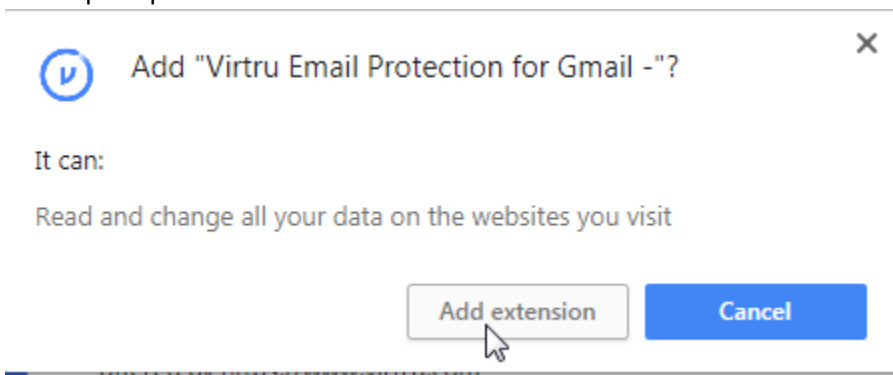 Add "Virtru Email Protection for Gmail -"?
It can:
Read and change all your data on the websites you visit
Add extension
Cancel